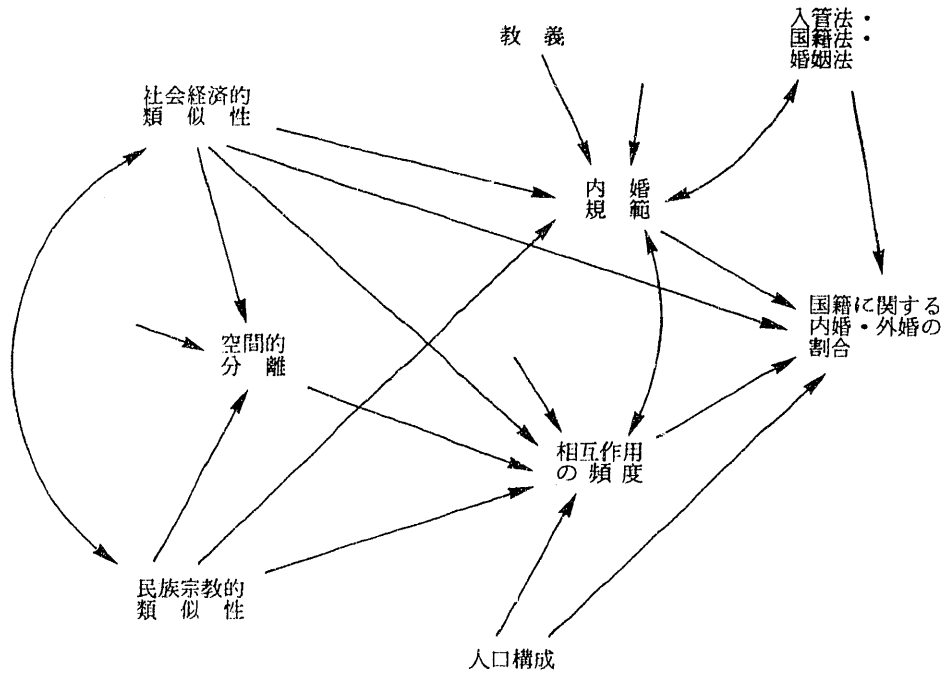 教義
入管法・
国籍法・
婚姻法
社会経済的
類似性
内婚
規範
国籍に関する
内婚・外婚の
割合
空間的
分離
相互作用
の頻度
民族宗教的
類似性
人口構成